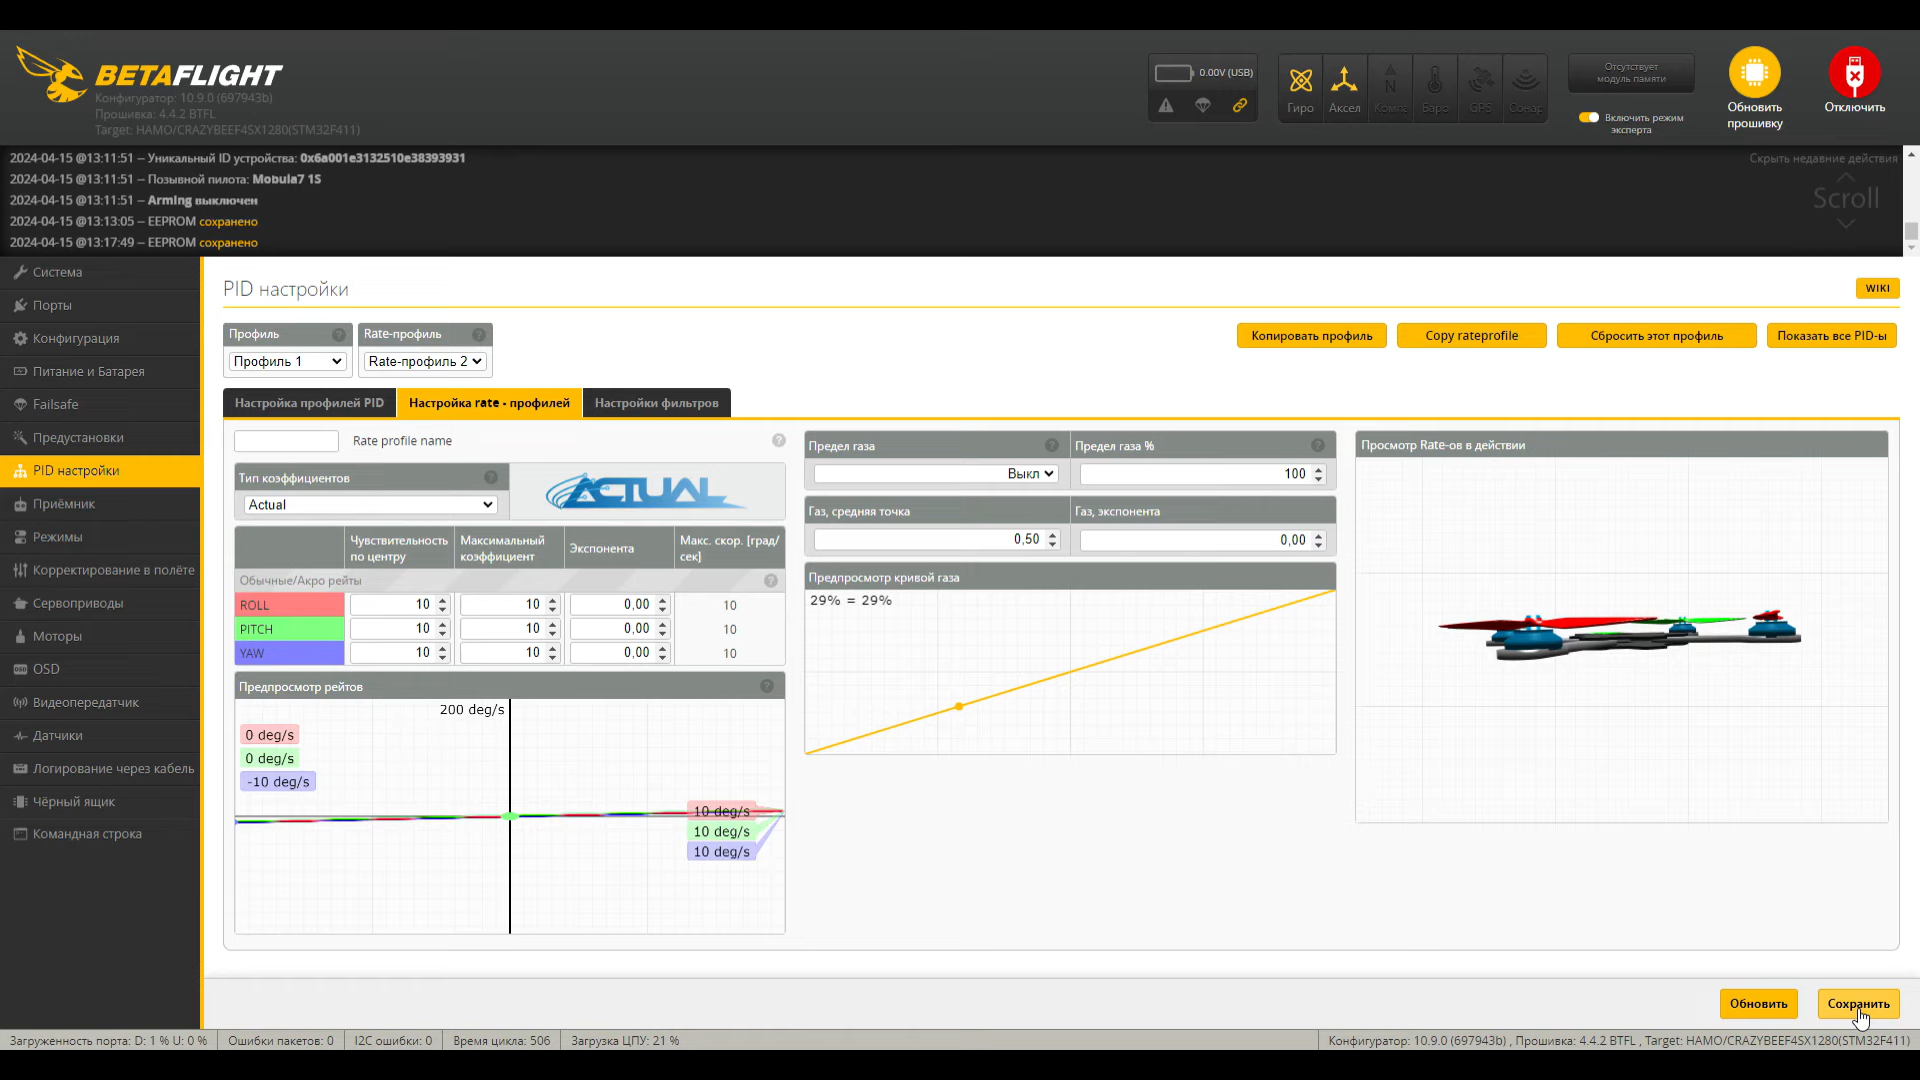 BETAFLIGHT
Конфигуратор: 10.9.0 (697943b)
Прошивка: 4.4.2 BTFL
Target: HAMO/CRAZYBEEF4SX1280(STM32F411)
0.00V (USB)
Гиро
Аксел
Комп
Баро
GPS
Сонар
Отсутствует
модуль памяти
Включить режим
эксперта
Обновить
прошивку
Отключить
2024-04-15 @13:11:51 -- Уникальный ID устройства: 0x6a001e3132510e38393931
2024-04-15 @13:11:51 -- Позывной пилота: Mobula7 1S
2024-04-15 @13:11:51 -- Arming выключен
2024-04-15 @13:13:05 -- EEPROM сохранено
2024-04-15 @13:17:49 -- EEPROM сохранено
Скрыть недавние действия
Scroll
Система
Порты
Конфигурация
Питание и Батарея
Failsafe
Предустановки
PID настройки
Приёмник
Режимы
Корректирование в полёте
Сервоприводы
Моторы
OSD
Видеопередатчик
Датчики
Логирование через кабель
Чёрный ящик
Командная строка
PID настройки
WIKI
Профиль
Rate-профиль
Профиль 1
Rate-профиль 2
Копировать профиль
Copy rateprofile
Сбросить этот профиль
Показать все PID-ы
Настройка профилей PID
Настройка rate - профилей
Настройки фильтров
Rate profile name
Тип коэффициентов
Actual
ACTUAL
Чувствительность по центру
Максимальный коэффициент
Экспонента
Макс. скор. [град/сек]
Обычные/Акро рейты
ROLL 10 10 0,00 10
PITCH 10 10 0,00 10
YAW 10 10 0,00 10
Предпросмотр рейтов
200 deg/s
0 deg/s
0 deg/s
-10 deg/s
10 deg/s
10 deg/s
10 deg/s
Предел газа
Предел газа %
Выкл
100
Газ, средняя точка
Газ, экспонента
0,50
0,00
Предпросмотр кривой газа
29% = 29%
Просмотр Rate-ов в действии
Обновить
Сохранить
Загруженность порта: D: 1 % U: 0 %
Ошибки пакетов: 0
I2C ошибки: 0
Время цикла: 506
Загрузка ЦПУ: 21 %
Конфигуратор: 10.9.0 (697943b) , Прошивка: 4.4.2 BTFL , Target: HAMO/CRAZYBEEF4SX1280(STM32F411)